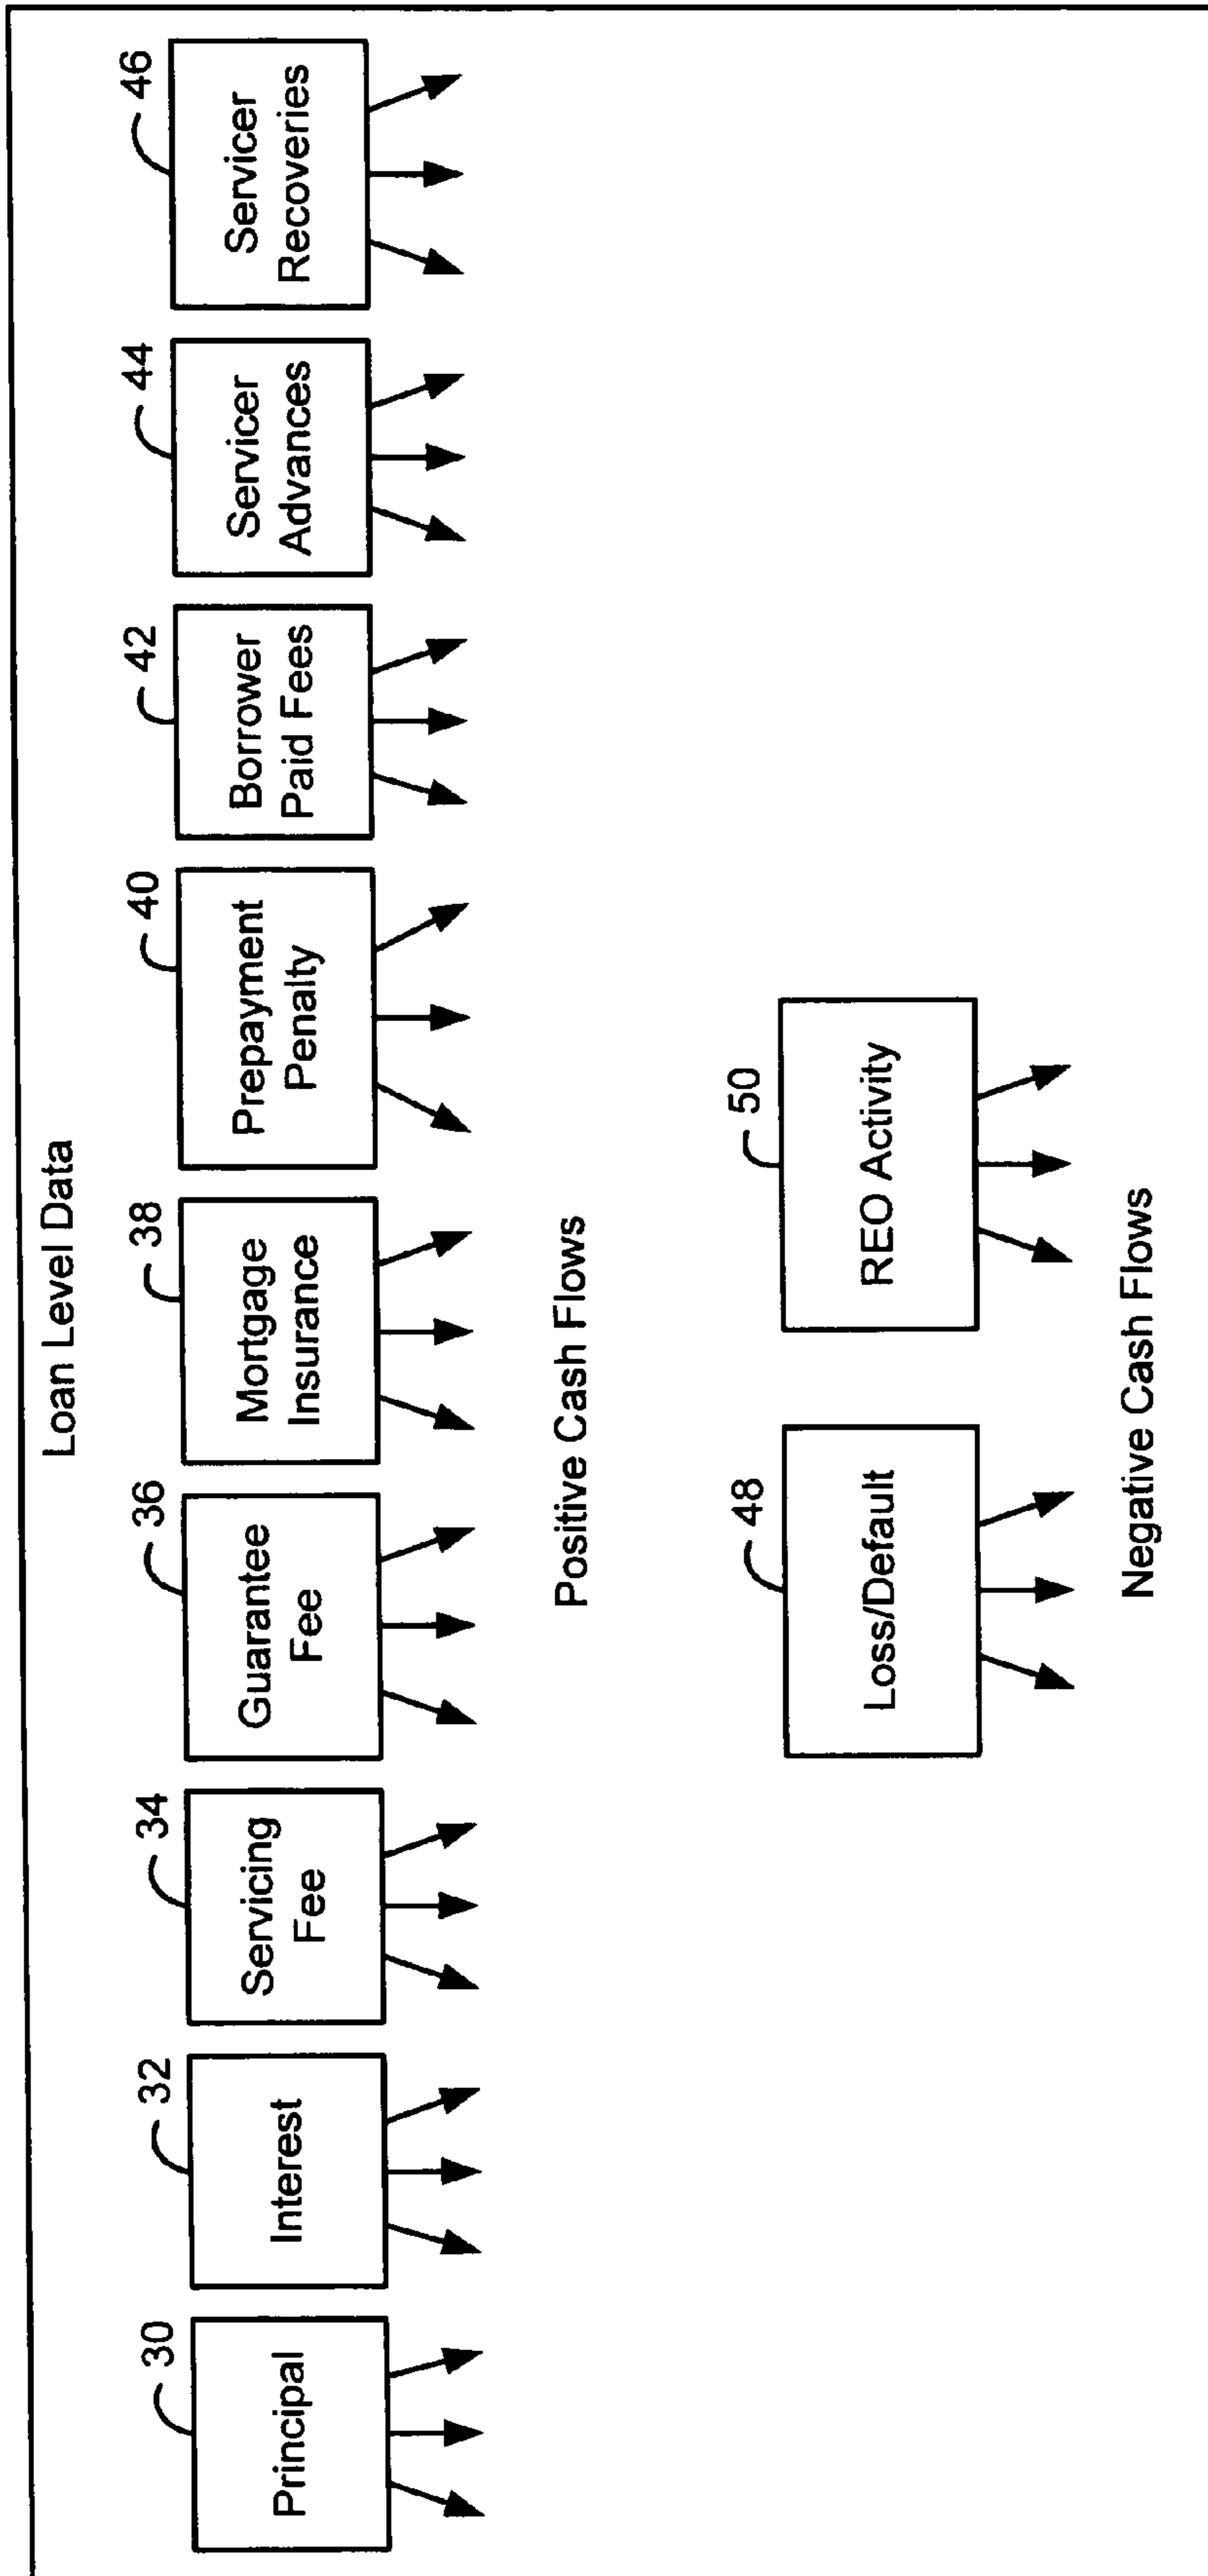 Loan Level Data
30
32
34
36
38
40
42
44
46
Principal
Interest
Servicing
Fee
Guarantee
Fee
Mortgage
Insurance
Prepayment
Penalty
Borrower
Paid Fees
Servicer
Advances
Servicer
Recoveries
Positive Cash Flows
48
50
Loss/Default
REO Activity
Negative Cash Flows